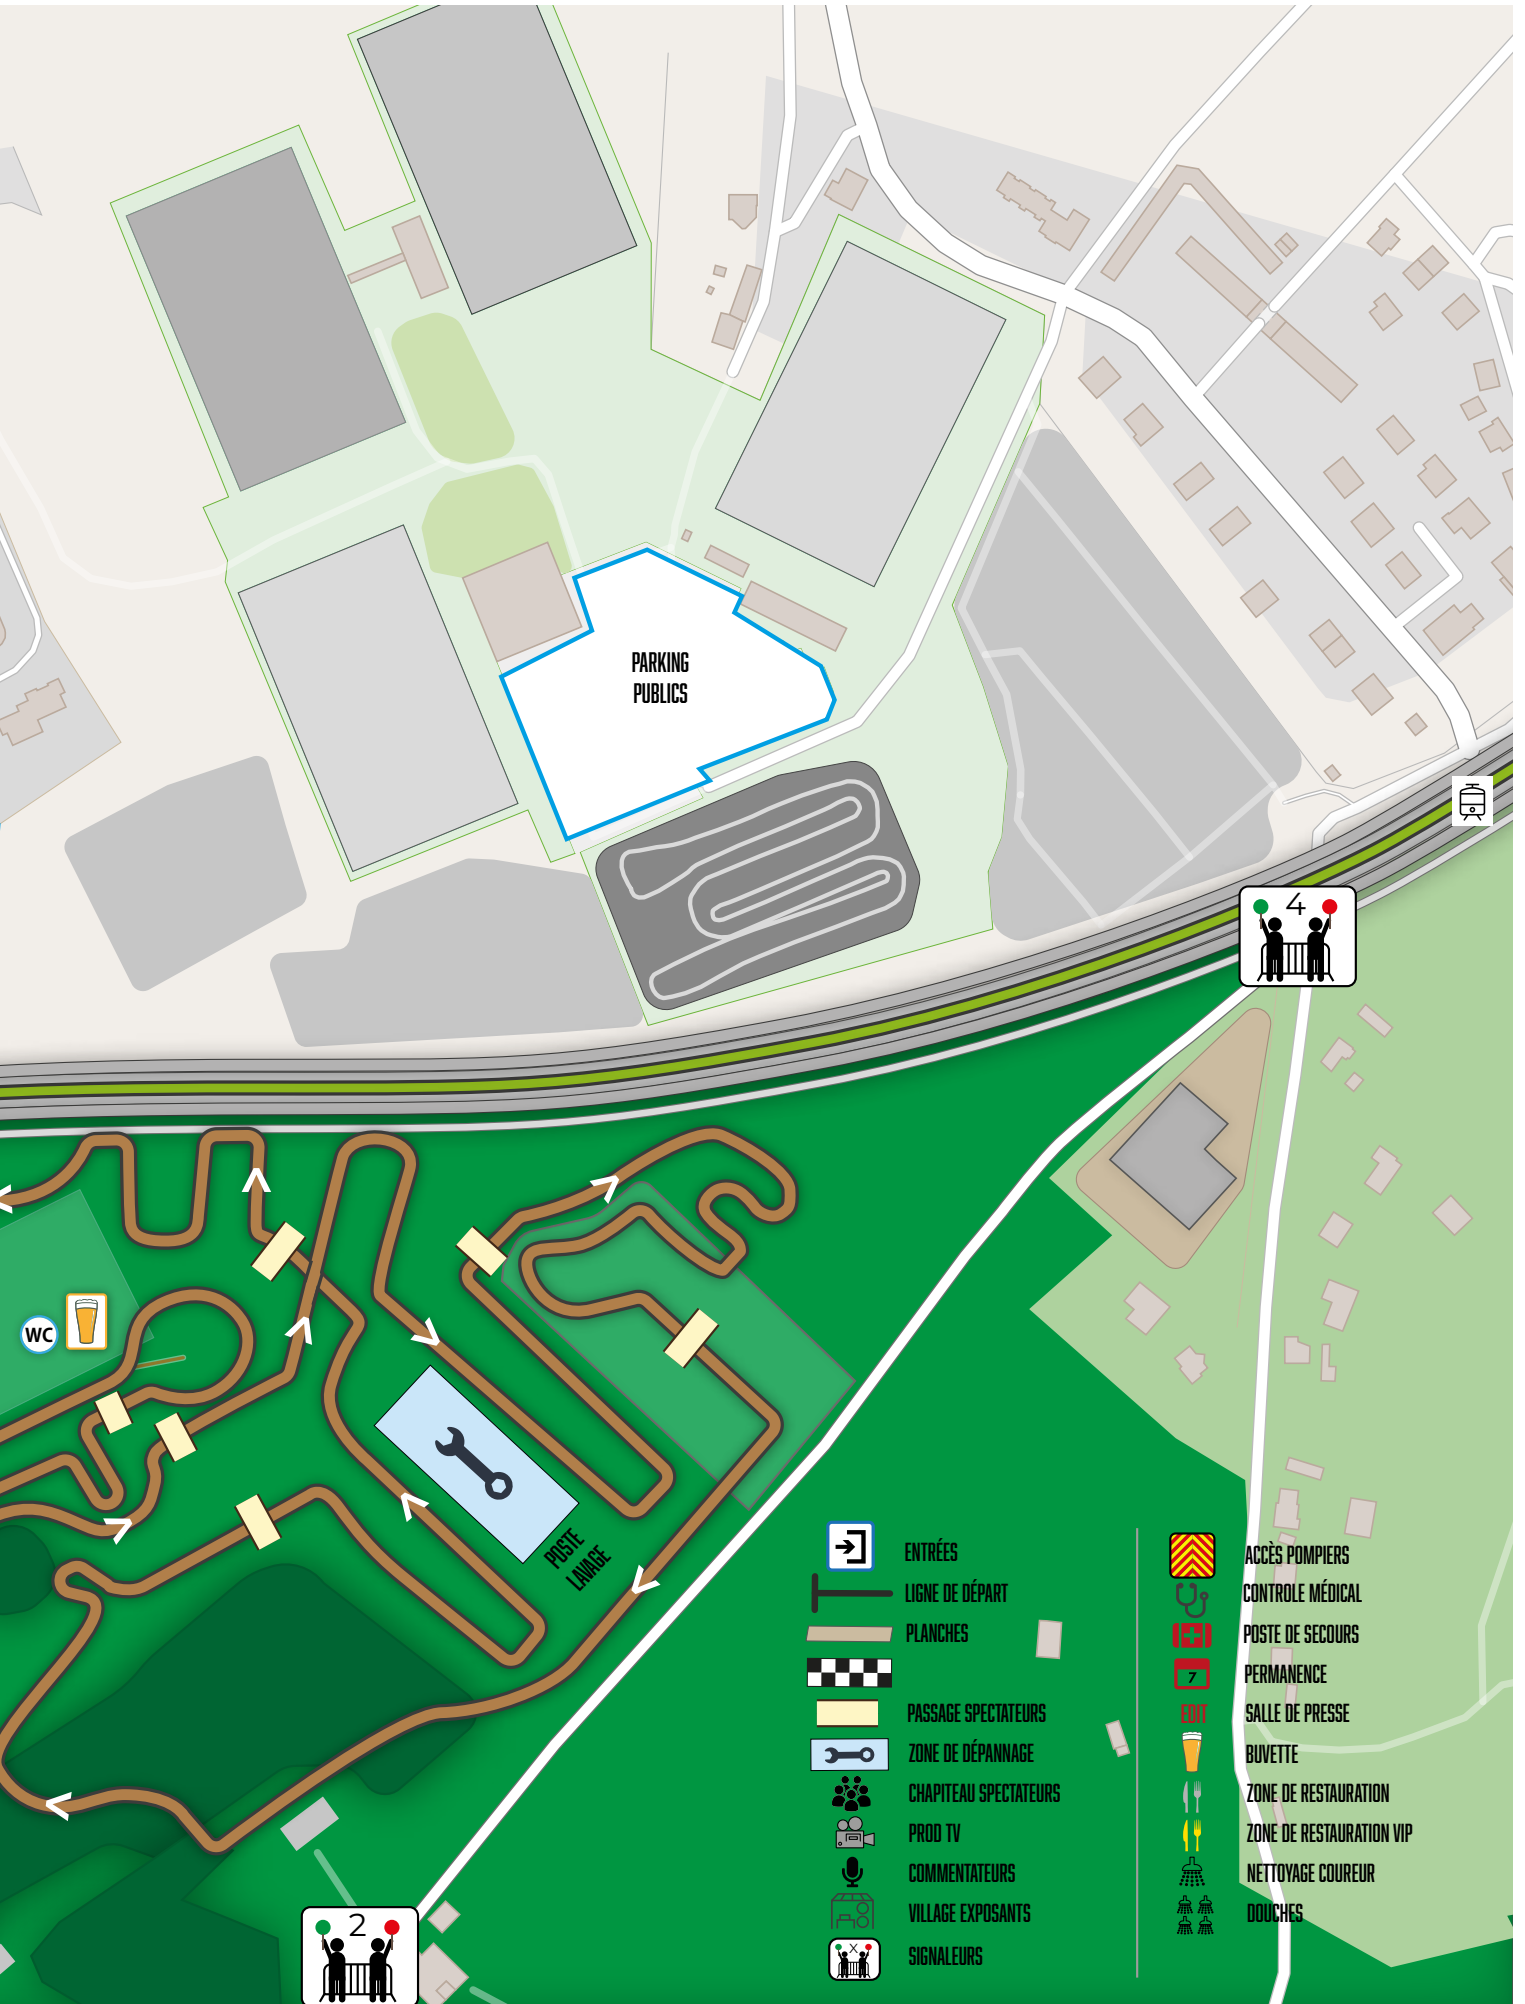 PARKING
PUBLICS
4
WC
POSTE
LAVAGE
2
ENTRÉES
LIGNE DE DÉPART
PLANCHES
PASSAGE SPECTATEURS
ZONE DE DÉPANNAGE
CHAPITEAU SPECTATEURS
PROD TV
COMMENTATEURS
VILLAGE EXPOSANTS
X
SIGNALEURS
ACCÈS POMPIERS
CONTROLE MÉDICAL
POSTE DE SECOURS
7
PERMANENCE
EDIT
SALLE DE PRESSE
BUVETTE
ZONE DE RESTAURATION
ZONE DE RESTAURATION VIP
NETTOYAGE COUREUR
DOUCHES